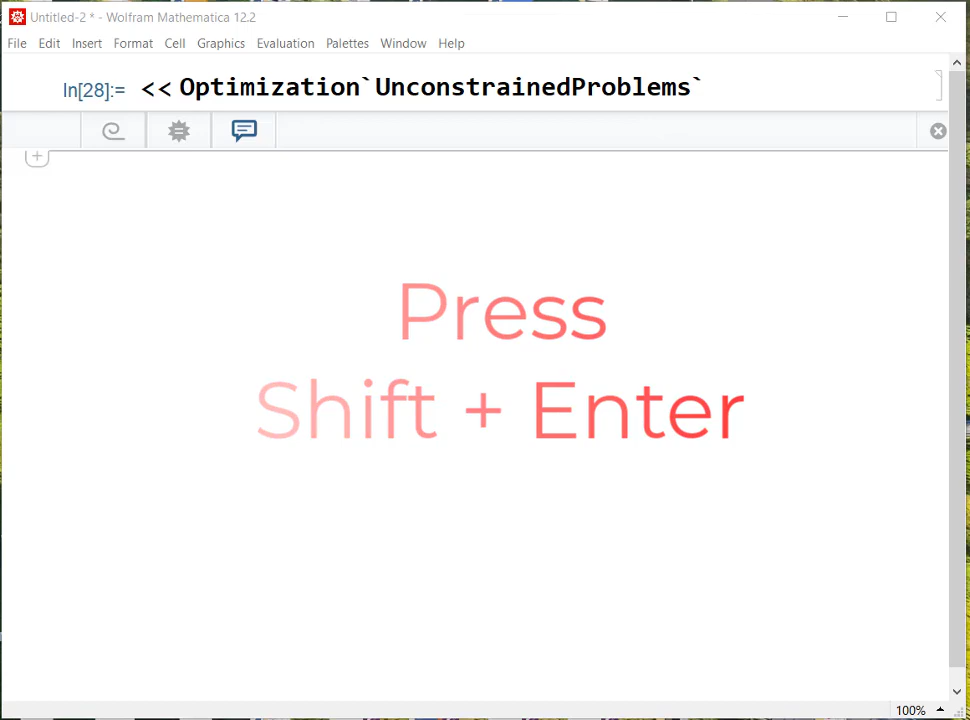 Untitled-2 * - Wolfram Mathematica 12.2
File Edit Insert Format Cell Graphics Evaluation Palettes Window Help
In[28]:= << Optimization`UnconstrainedProblems`
Press
Shift + Enter
100%